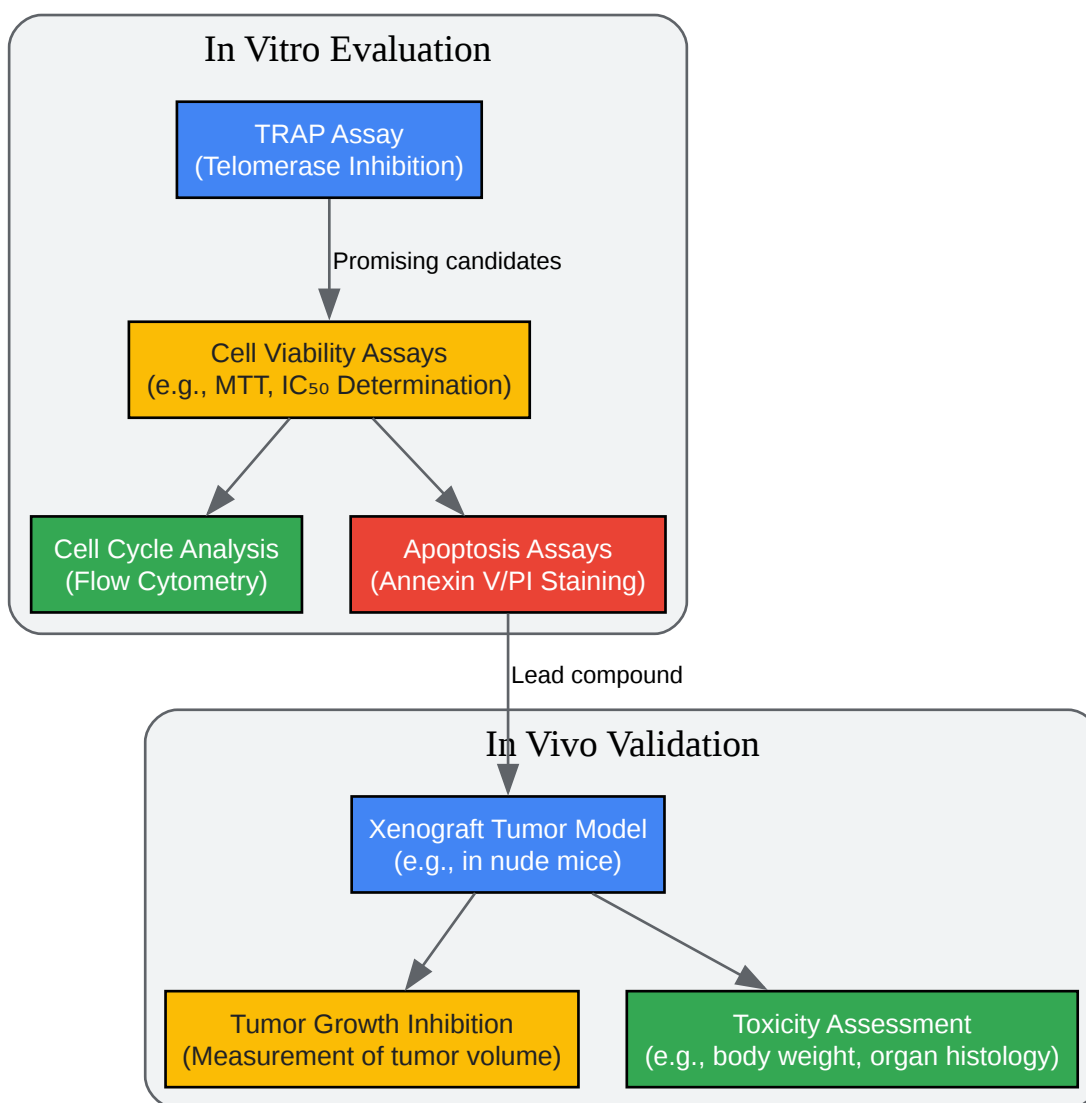 In Vitro Evaluation
TRAP Assay
(Telomerase Inhibition)
Promising candidates
Cell Viability Assays
(e.g., MTT, IC₅₀ Determination)
Cell Cycle Analysis
(Flow Cytometry)
Apoptosis Assays
(Annexin V/PI Staining)
Lead compound
In Vivo Validation
Xenograft Tumor Model
(e.g., in nude mice)
Tumor Growth Inhibition
(Measurement of tumor volume)
Toxicity Assessment
(e.g., body weight, organ histology)